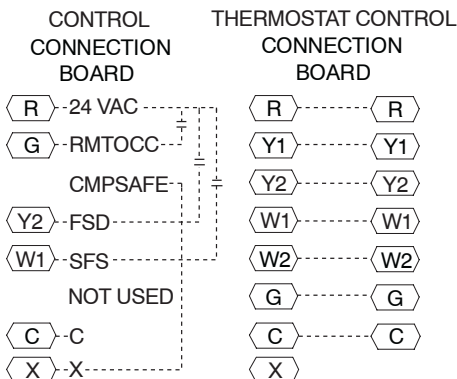 CONTROL
CONNECTION
BOARD
R 24 VAC
G RMTOCC
CMPSAFE
Y2 FSD
W1 SFS
NOT USED
C C
X X
THERMOSTAT CONTROL
CONNECTION
BOARD
R R
Y1 Y1
Y2 Y2
W1 W1
W2 W2
G G
C C
X